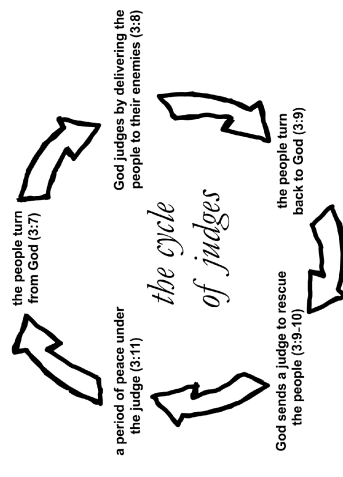 the people turn
from God (3:7)
God judges by delivering the
people to their enemies (3:8)
the people turn
back to God (3:9)
God sends a judge to rescue
the people (3:9-10)
a period of peace under
the judge (3:11)
the cycle
of judges